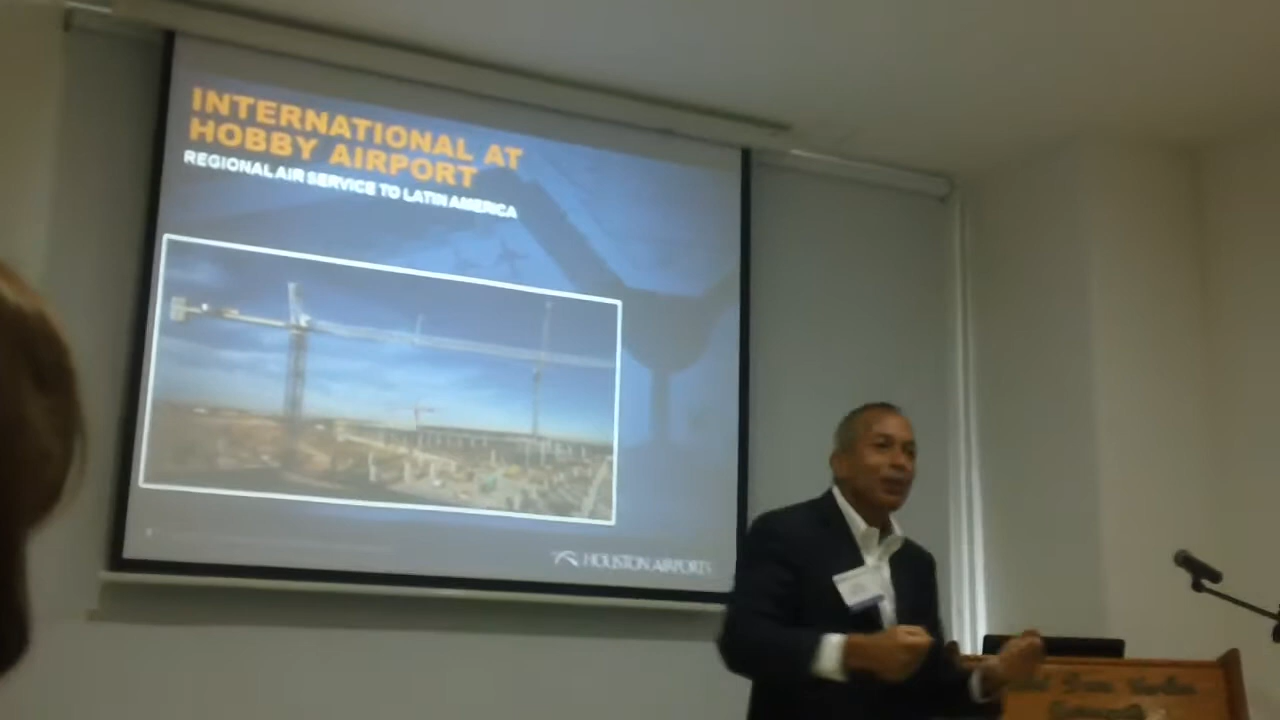 INTERNATIONAL AT
HOBBY AIRPORT
REGIONAL AIR SERVICE TO LATIN AMERICA
HOUSTON AIRPORTS